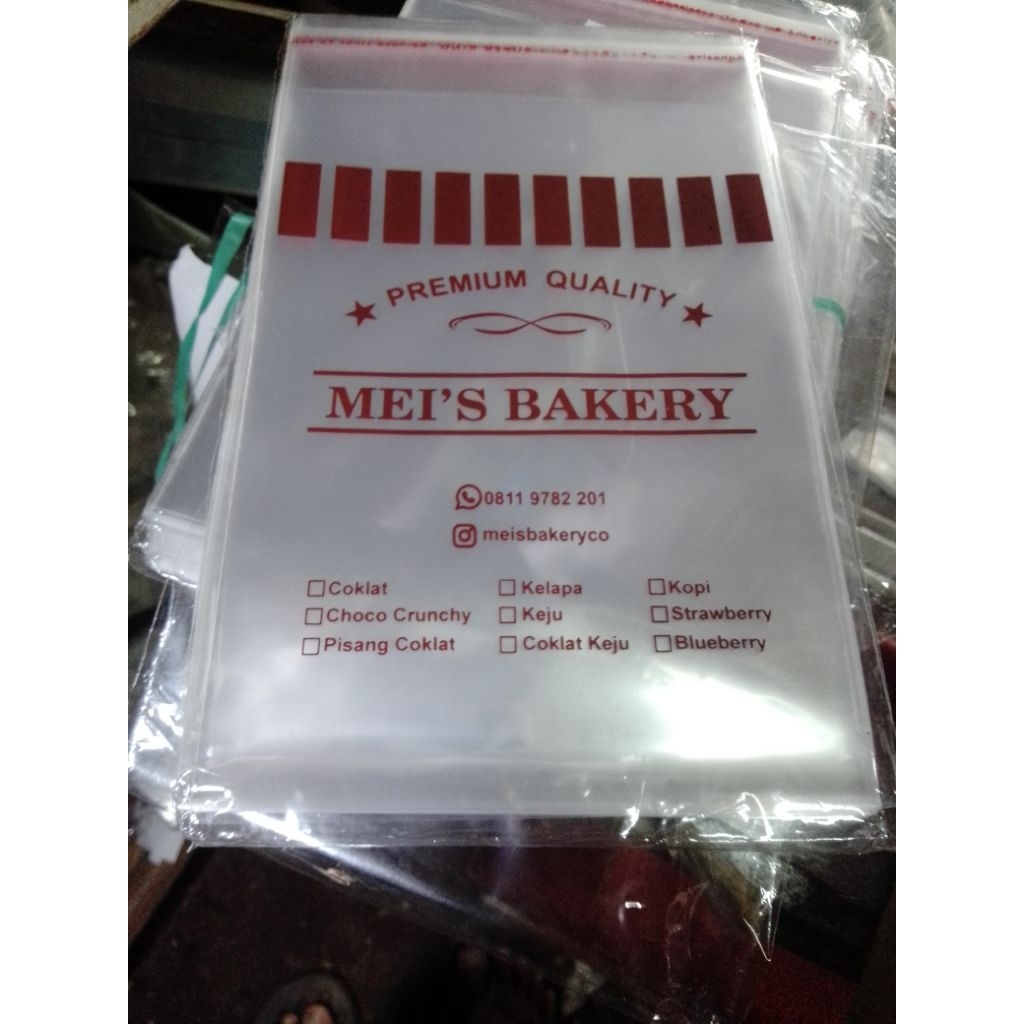 PREMIUM QUALITY
MEI'S BAKERY
0811 9782 201
meisbakeryco
Coklat Kelapa Kopi
Choco Crunchy Keju Strawberry
Pisang Coklat Coklat Keju Blueberry